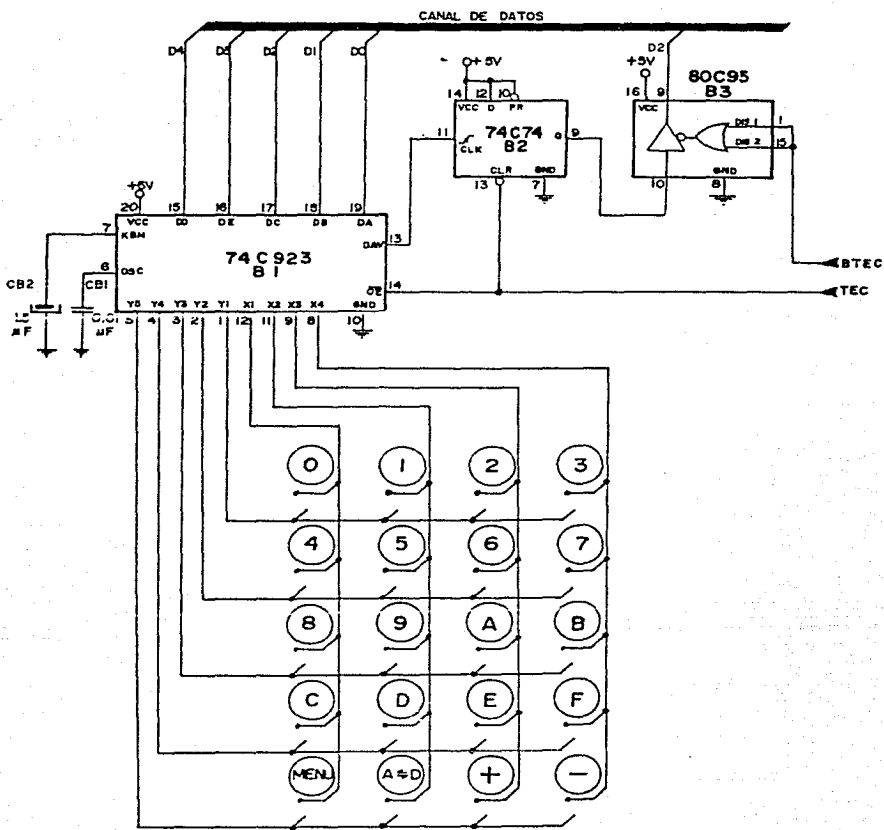 CANAL DE DATOS
D4 D3 D2 D1 D0 D2
+5V +5V 80C95
B3
14 12 10 16 9
VCC D PR VCC
74C74
B2
11 CLK Q 9
DIS 1 1
DIS 2 15
CLR GND
13 7
10 GND
8
+5V
20 15 16 17 18 19
VCC DD DE DC DB DA
7 KBM
74C923
B1
DAV 13
6 OSC
OE 14
BTEC
TEC
CB2 CB1
µF 0.01
µF
Y5 Y4 Y3 Y2 Y1 X1 X2 X3 X4 GND
5 4 3 2 1 12 11 9 8 10
0 1 2 3
4 5 6 7
8 9 A B
C D E F
MENU A⇆D + −